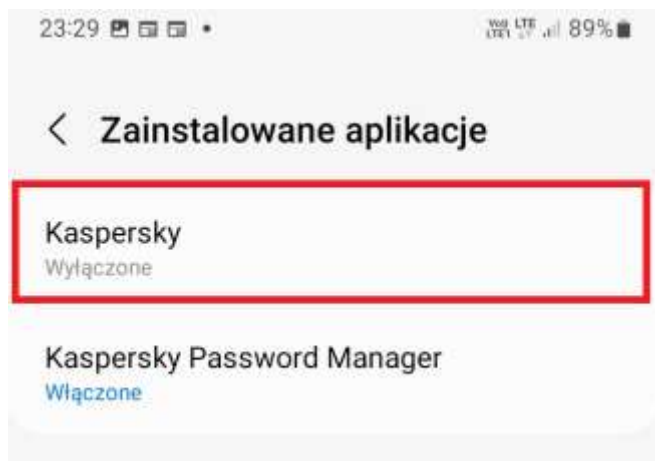 23:29 89%
Zainstalowane aplikacje
Kaspersky
Wyłączone
Kaspersky Password Manager
Włączone